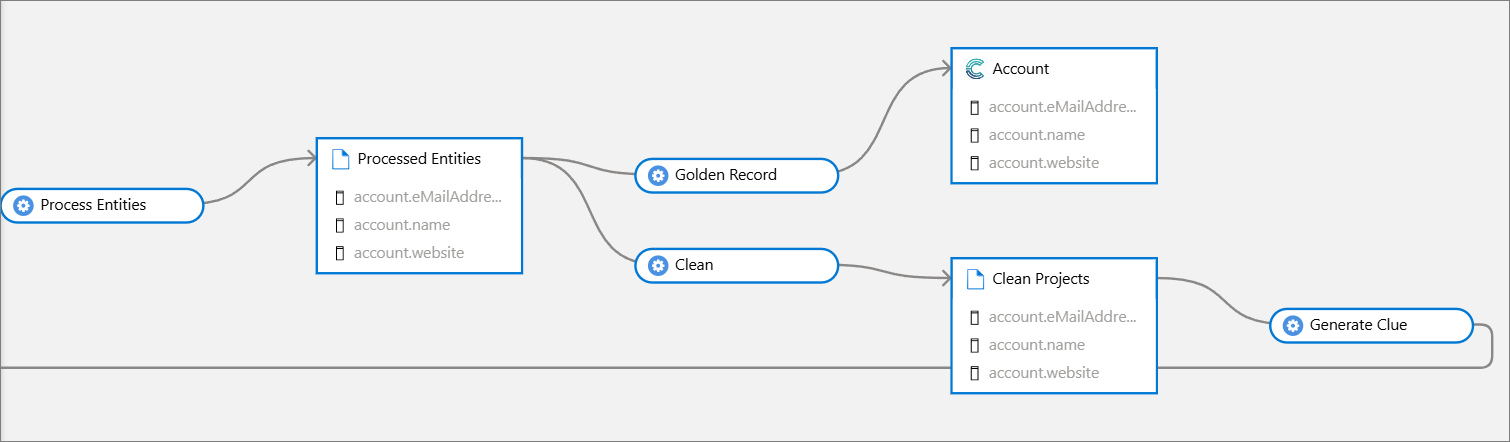 Process Entities
Processed Entities
account.eMailAddre...
account.name
account.website
Golden Record
Clean
Account
account.eMailAddre...
account.name
account.website
Clean Projects
account.eMailAddre...
account.name
account.website
Generate Clue